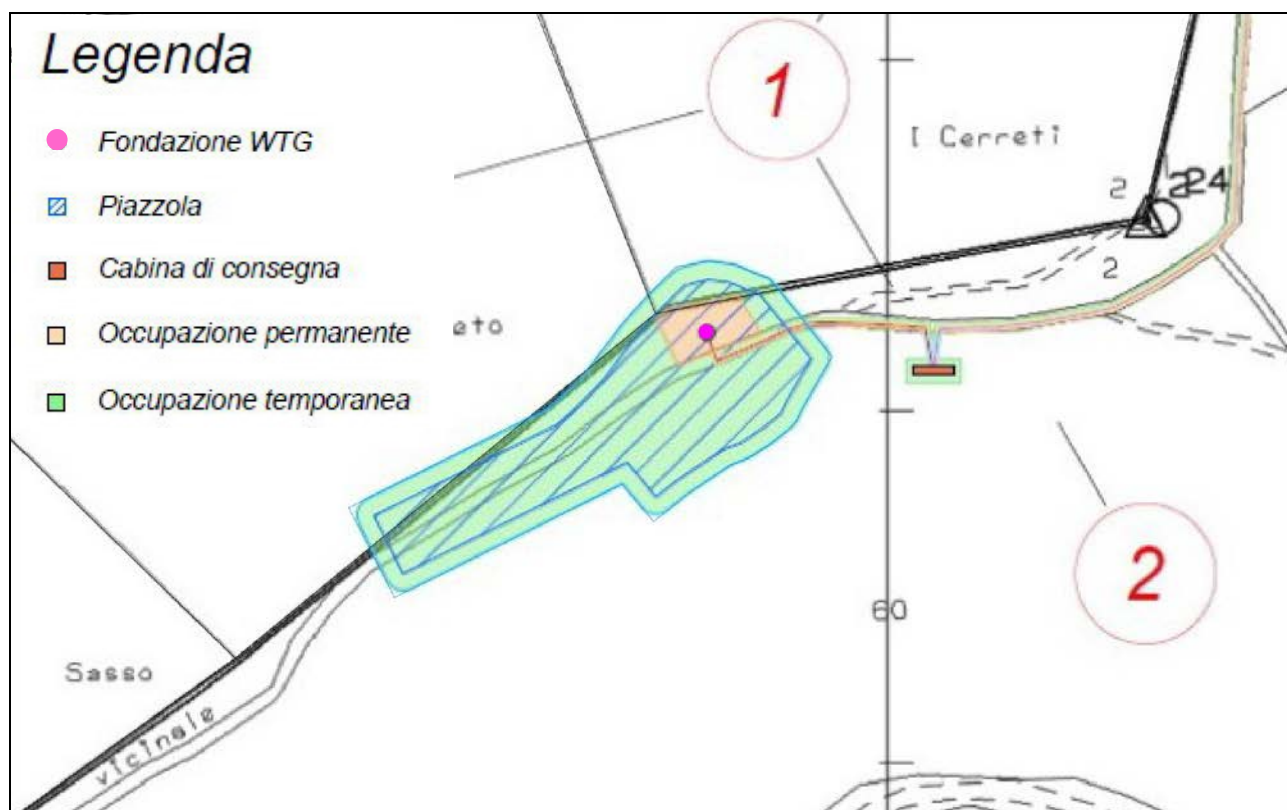 Legenda
Fondazione WTG
Piazzola
Cabina di consegna
Occupazione permanente
Occupazione temporanea
1
I Cerreti
2
24
2
eto
2
60
Sasso
vicinale